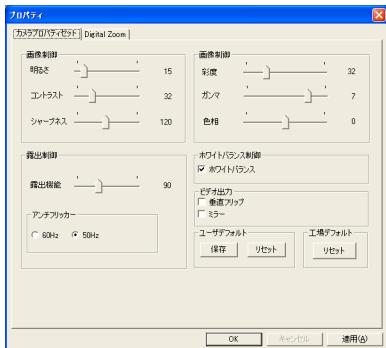 プロパティ
カメラプロパティセット Digital Zoom
画像制御
明るさ 15
コントラスト 32
シャープネス 120
画像制御
彩度 32
ガンマ 7
色相 0
露出制御
露出機能 90
アンチフリッカー
60Hz 50Hz
ホワイトバランス制御
ホワイトバランス
ビデオ出力
垂直フリップ
ミラー
ユーザデフォルト
保存 リセット
工場デフォルト
リセット
OK キャンセル 適用(A)